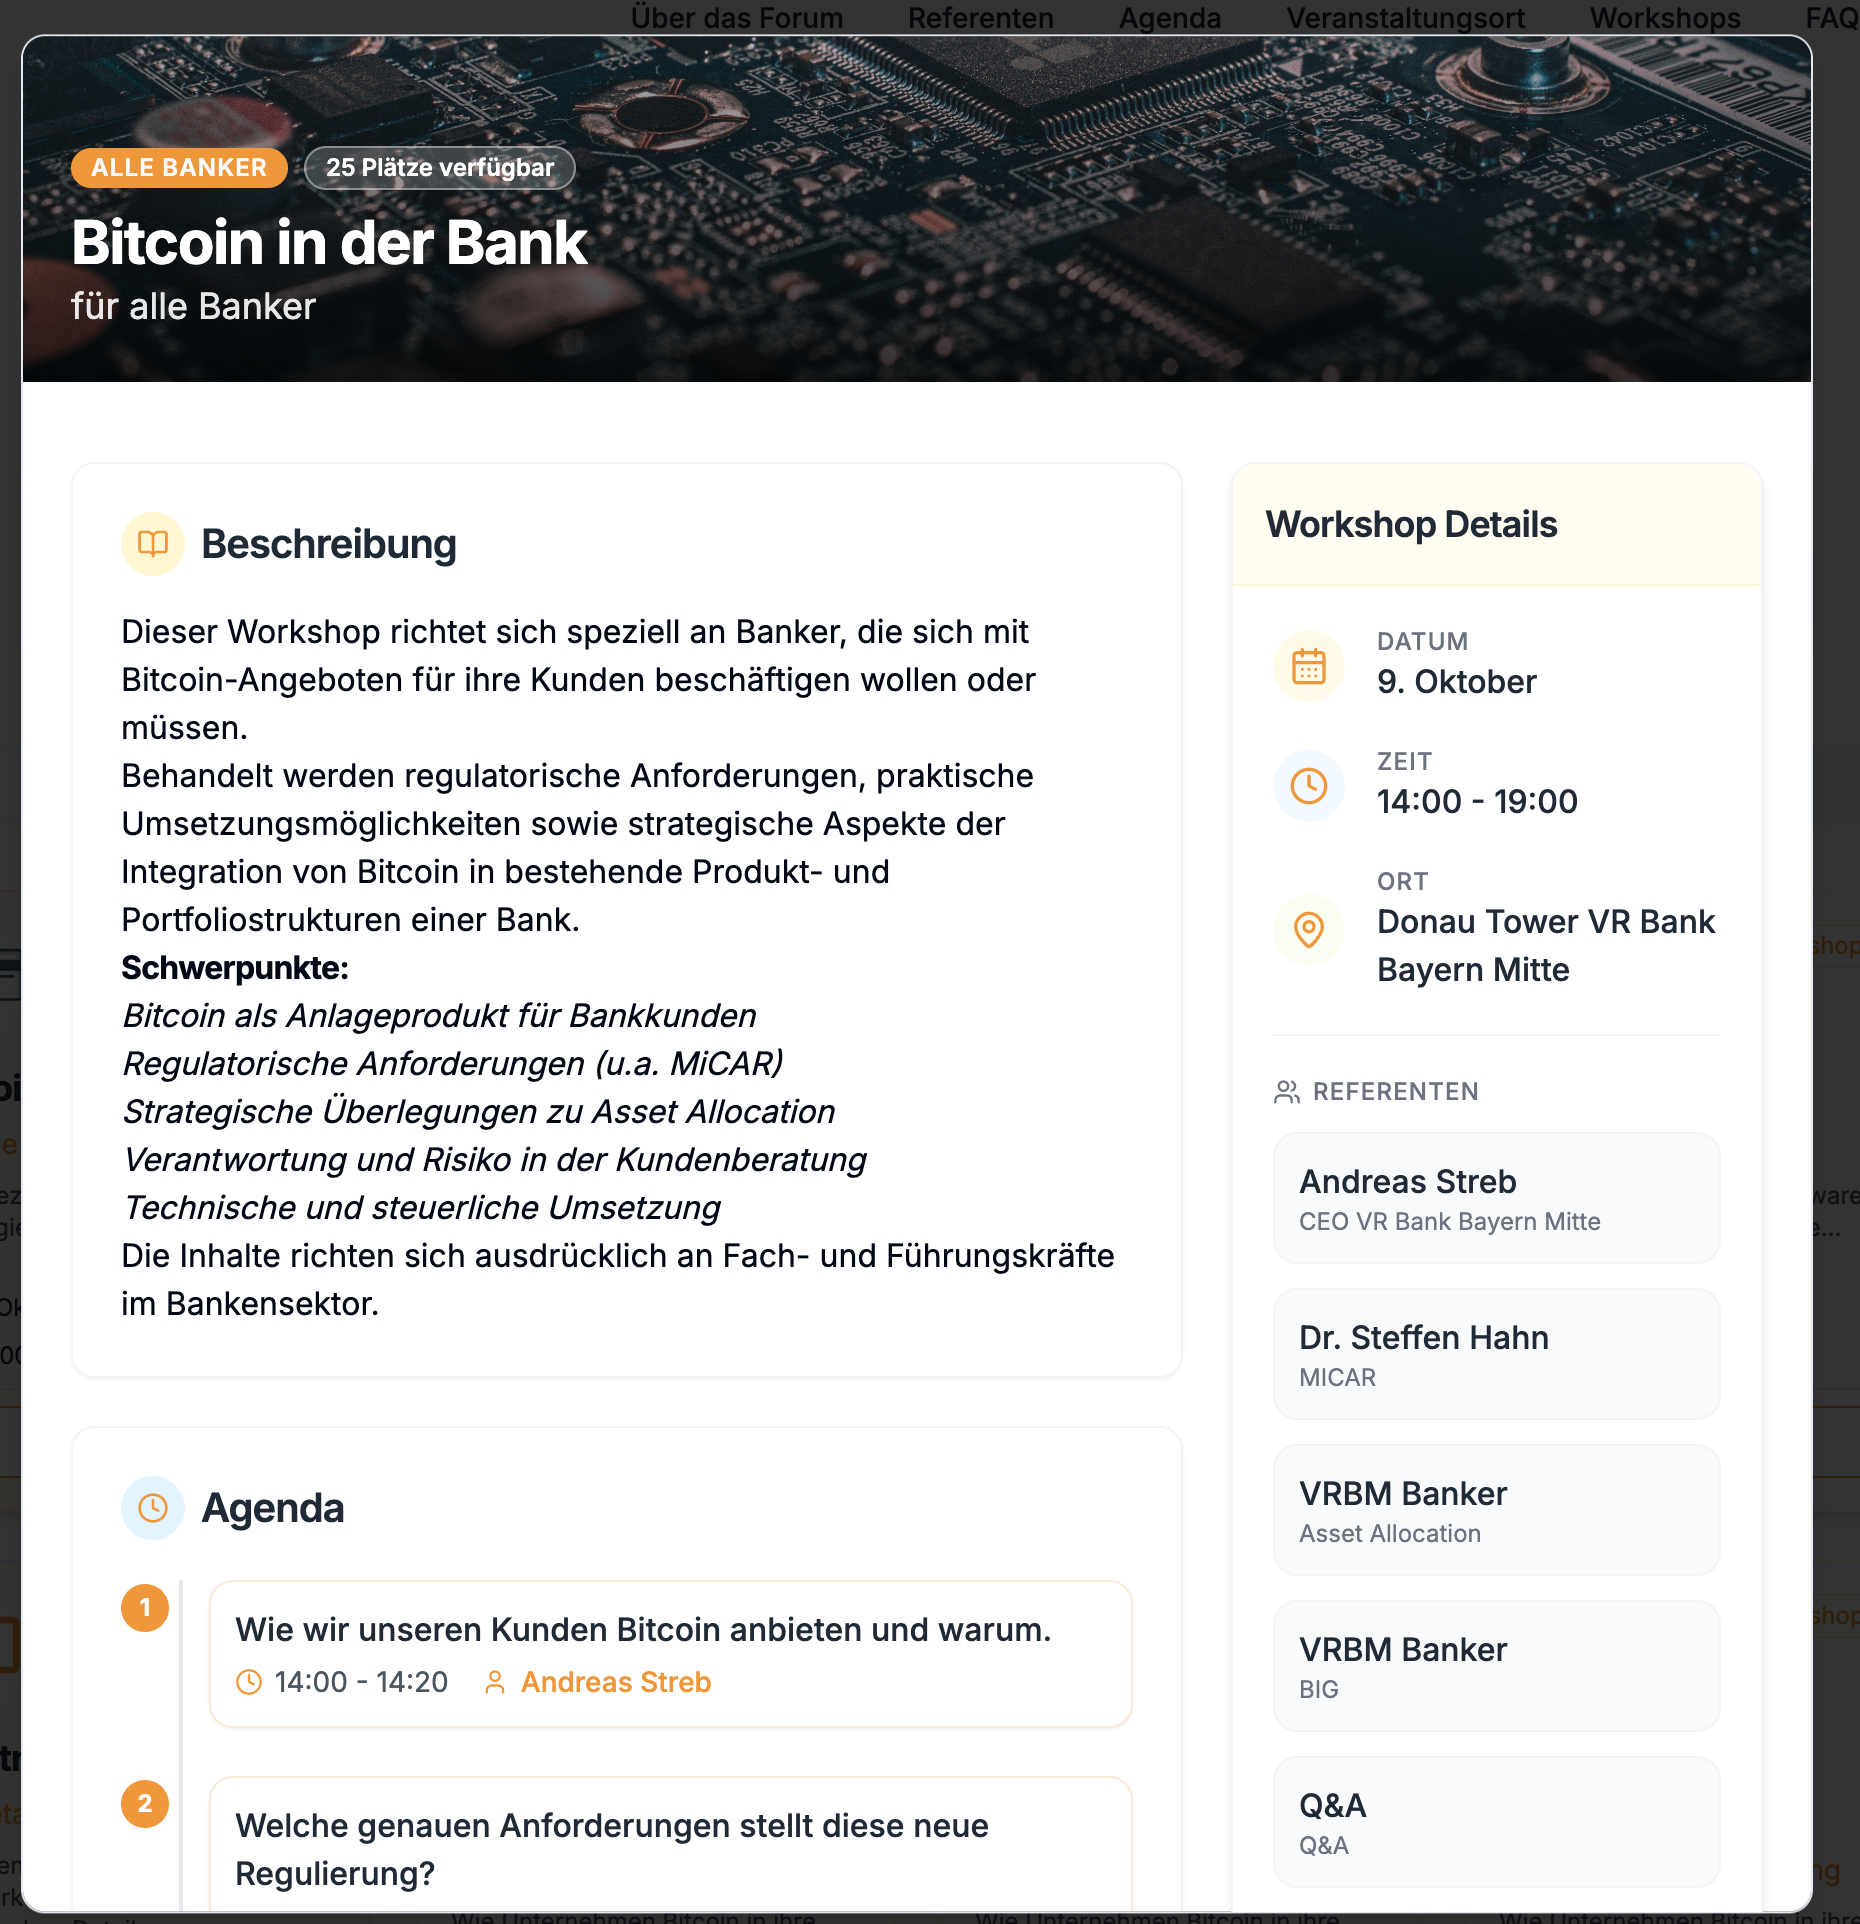 Über das Forum Referenten Agenda Veranstaltungsort Workshops FAQ
ALLE BANKER
25 Plätze verfügbar
Bitcoin in der Bank
für alle Banker
Beschreibung
Dieser Workshop richtet sich speziell an Banker, die sich mit
Bitcoin-Angeboten für ihre Kunden beschäftigen wollen oder
müssen.
Behandelt werden regulatorische Anforderungen, praktische
Umsetzungsmöglichkeiten sowie strategische Aspekte der
Integration von Bitcoin in bestehende Produkt- und
Portfoliostrukturen einer Bank.
Schwerpunkte:
Bitcoin als Anlageprodukt für Bankkunden
Regulatorische Anforderungen (u.a. MiCAR)
Strategische Überlegungen zu Asset Allocation
Verantwortung und Risiko in der Kundenberatung
Technische und steuerliche Umsetzung
Die Inhalte richten sich ausdrücklich an Fach- und Führungskräfte
im Bankensektor.
Agenda
1
Wie wir unseren Kunden Bitcoin anbieten und warum.
14:00 - 14:20 Andreas Streb
2
Welche genauen Anforderungen stellt diese neue
Regulierung?
Workshop Details
DATUM
9. Oktober
ZEIT
14:00 - 19:00
ORT
Donau Tower VR Bank
Bayern Mitte
REFERENTEN
Andreas Streb
CEO VR Bank Bayern Mitte
Dr. Steffen Hahn
MICAR
VRBM Banker
Asset Allocation
VRBM Banker
BIG
Q&A
Q&A